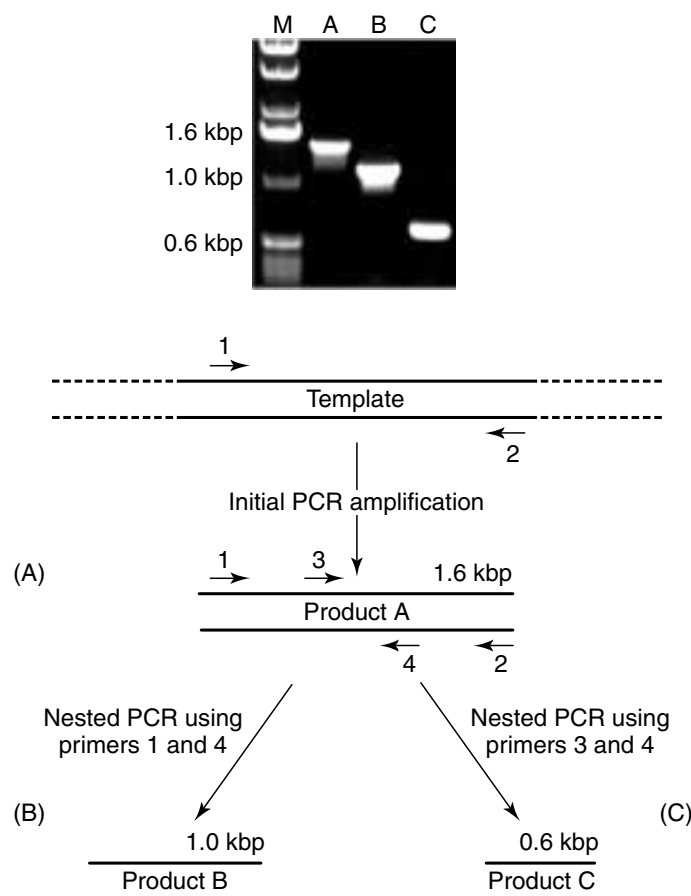 M A B C
1.6 kbp
1.0 kbp
0.6 kbp
1
Template
2
Initial PCR amplification
(A)
1 3 1.6 kbp
Product A
4 2
Nested PCR using
primers 1 and 4
Nested PCR using
primers 3 and 4
(B) (C)
1.0 kbp 0.6 kbp
Product B Product C